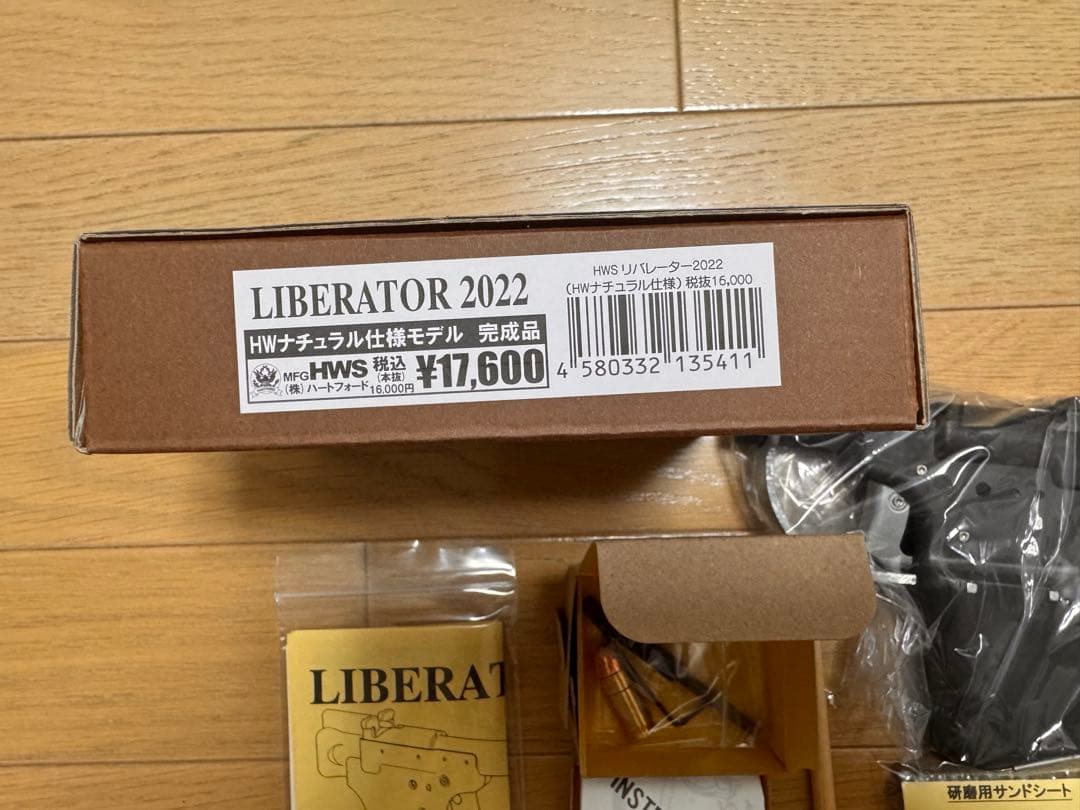 LIBERATOR 2022
HWナチュラル仕様モデル 完成品
MFG HWS 税込 ¥17,600
(株)ハートフォード (本抜) 16,000円
HWS リバレーター2022
(HWナチュラル仕様) 税抜16,000
4 580332 135411
LIBERAT
INST
研磨用サンドシート